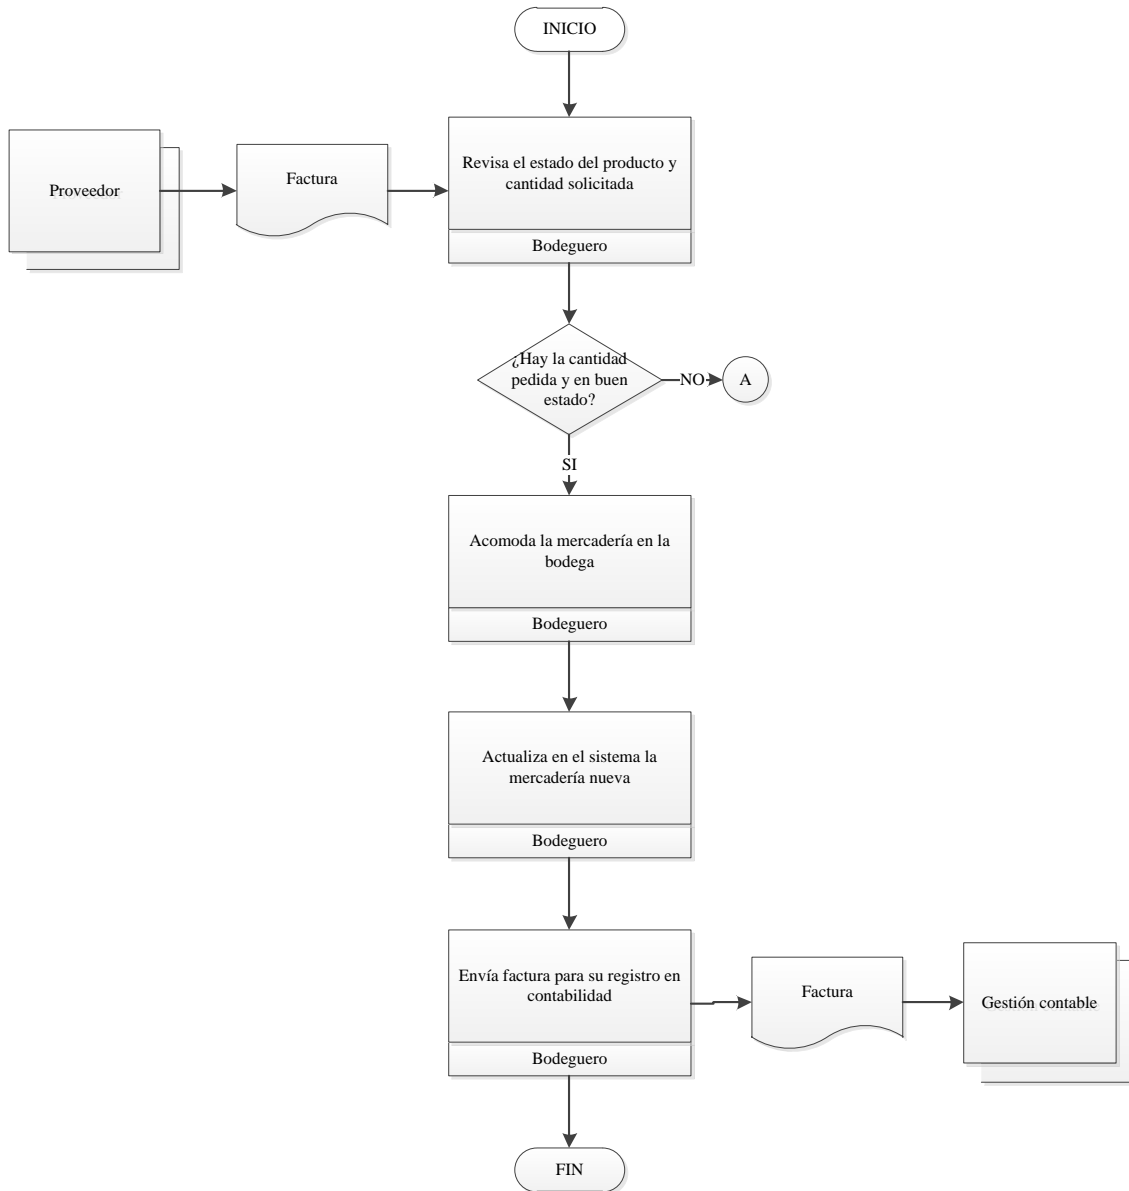 INICIO
Proveedor
Factura
Revisa el estado del producto y
cantidad solicitada
Bodeguero
¿Hay la cantidad
pedida y en buen
estado?
NO
A
SI
Acomoda la mercadería en la
bodega
Bodeguero
Actualiza en el sistema la
mercadería nueva
Bodeguero
Envía factura para su registro en
contabilidad
Bodeguero
Factura
Gestión contable
FIN